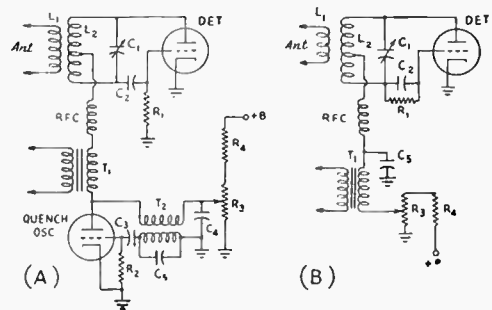 L1
L2
C1
DET
Ant
C2
R1
RFC
+B
R4
T1
T2
R3
QUENCH
OSC
C3
C4
R2
C5
(A)
L1
L2
C1
DET
Ant
C2
R1
RFC
T1
C5
R3
R4
(B)